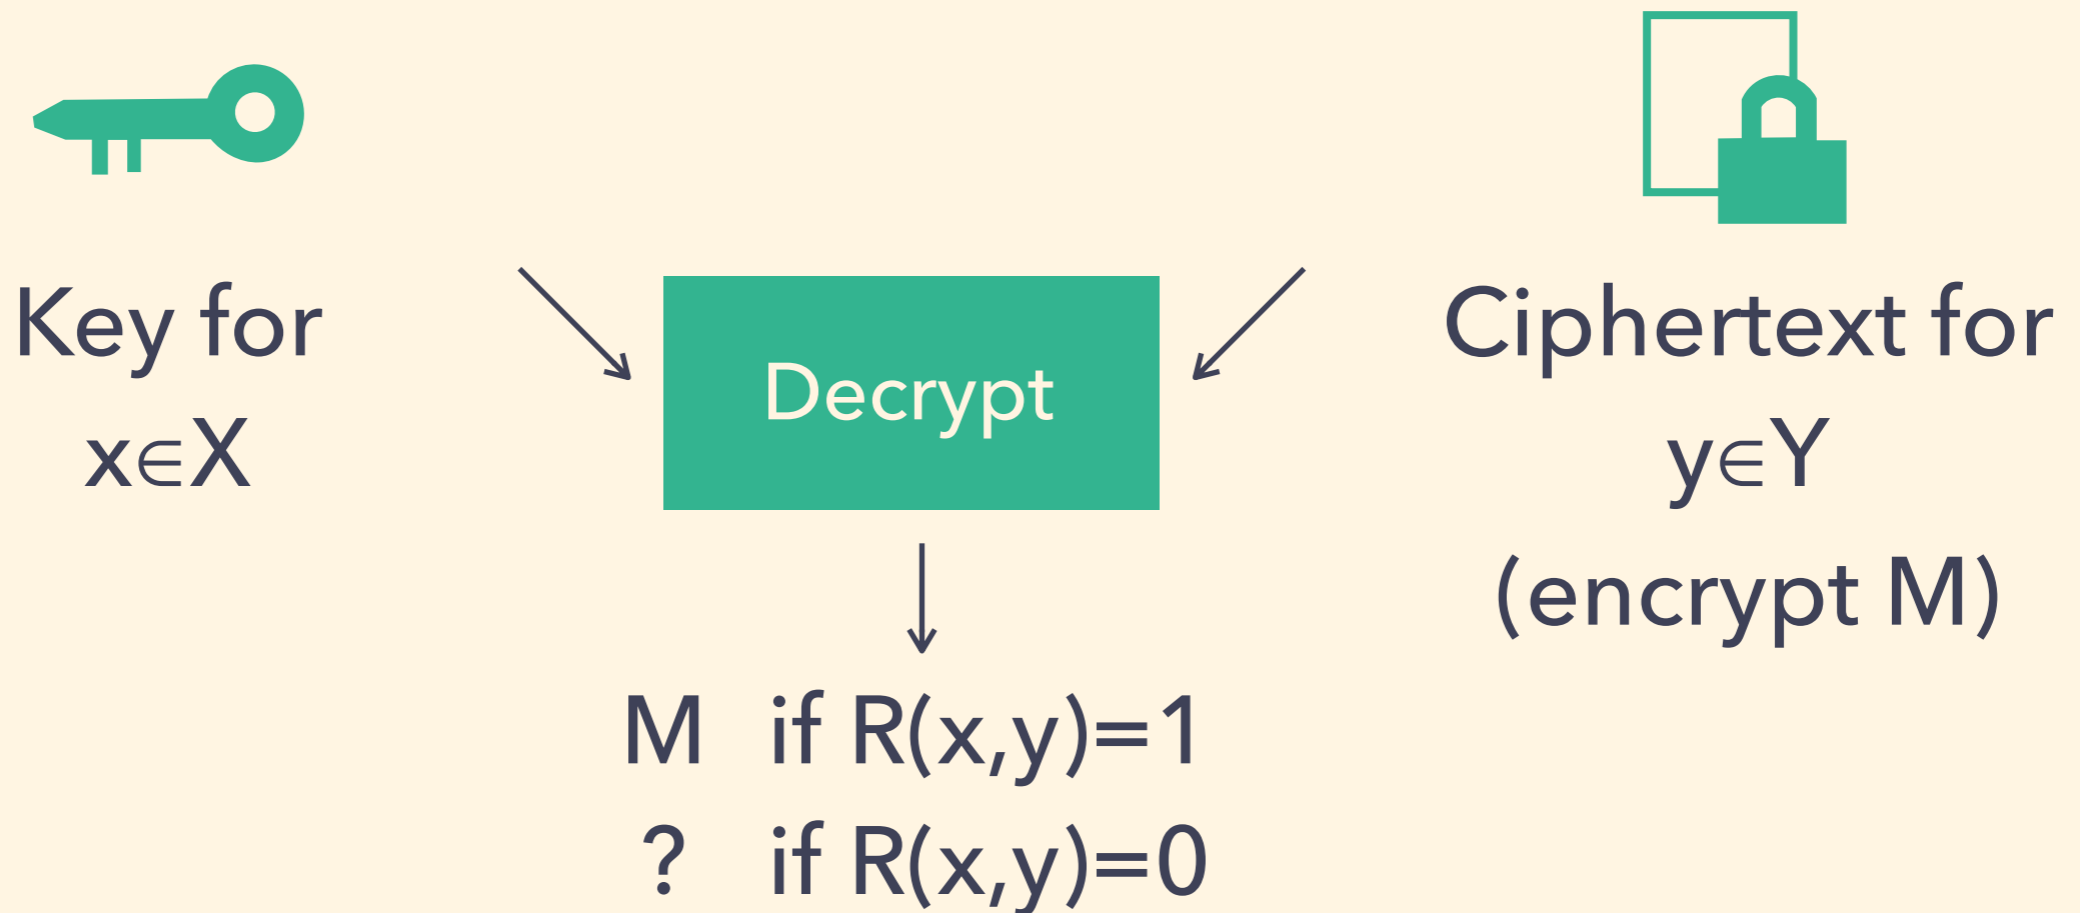 Key for
x∈X
Decrypt
Ciphertext for
y∈Y
(encrypt M)
M if R(x,y)=1
? if R(x,y)=0